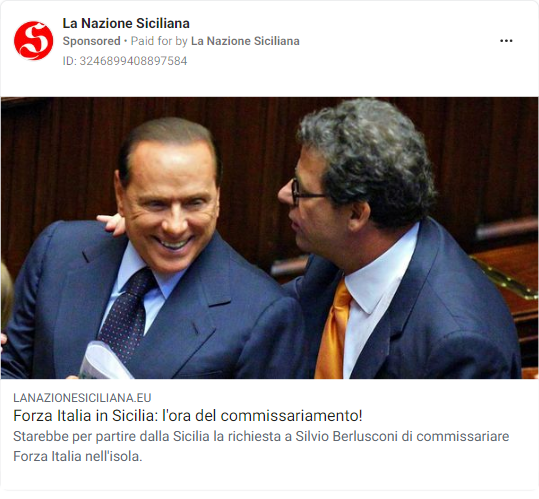 La Nazione Siciliana
Sponsored • Paid for by La Nazione Siciliana
ID: 3246899408897584
LANAZIONESICILIANA.EU
Forza Italia in Sicilia: l'ora del commissariamento!
Starebbe per partire dalla Sicilia la richiesta a Silvio Berlusconi di commissariare
Forza Italia nell'isola.